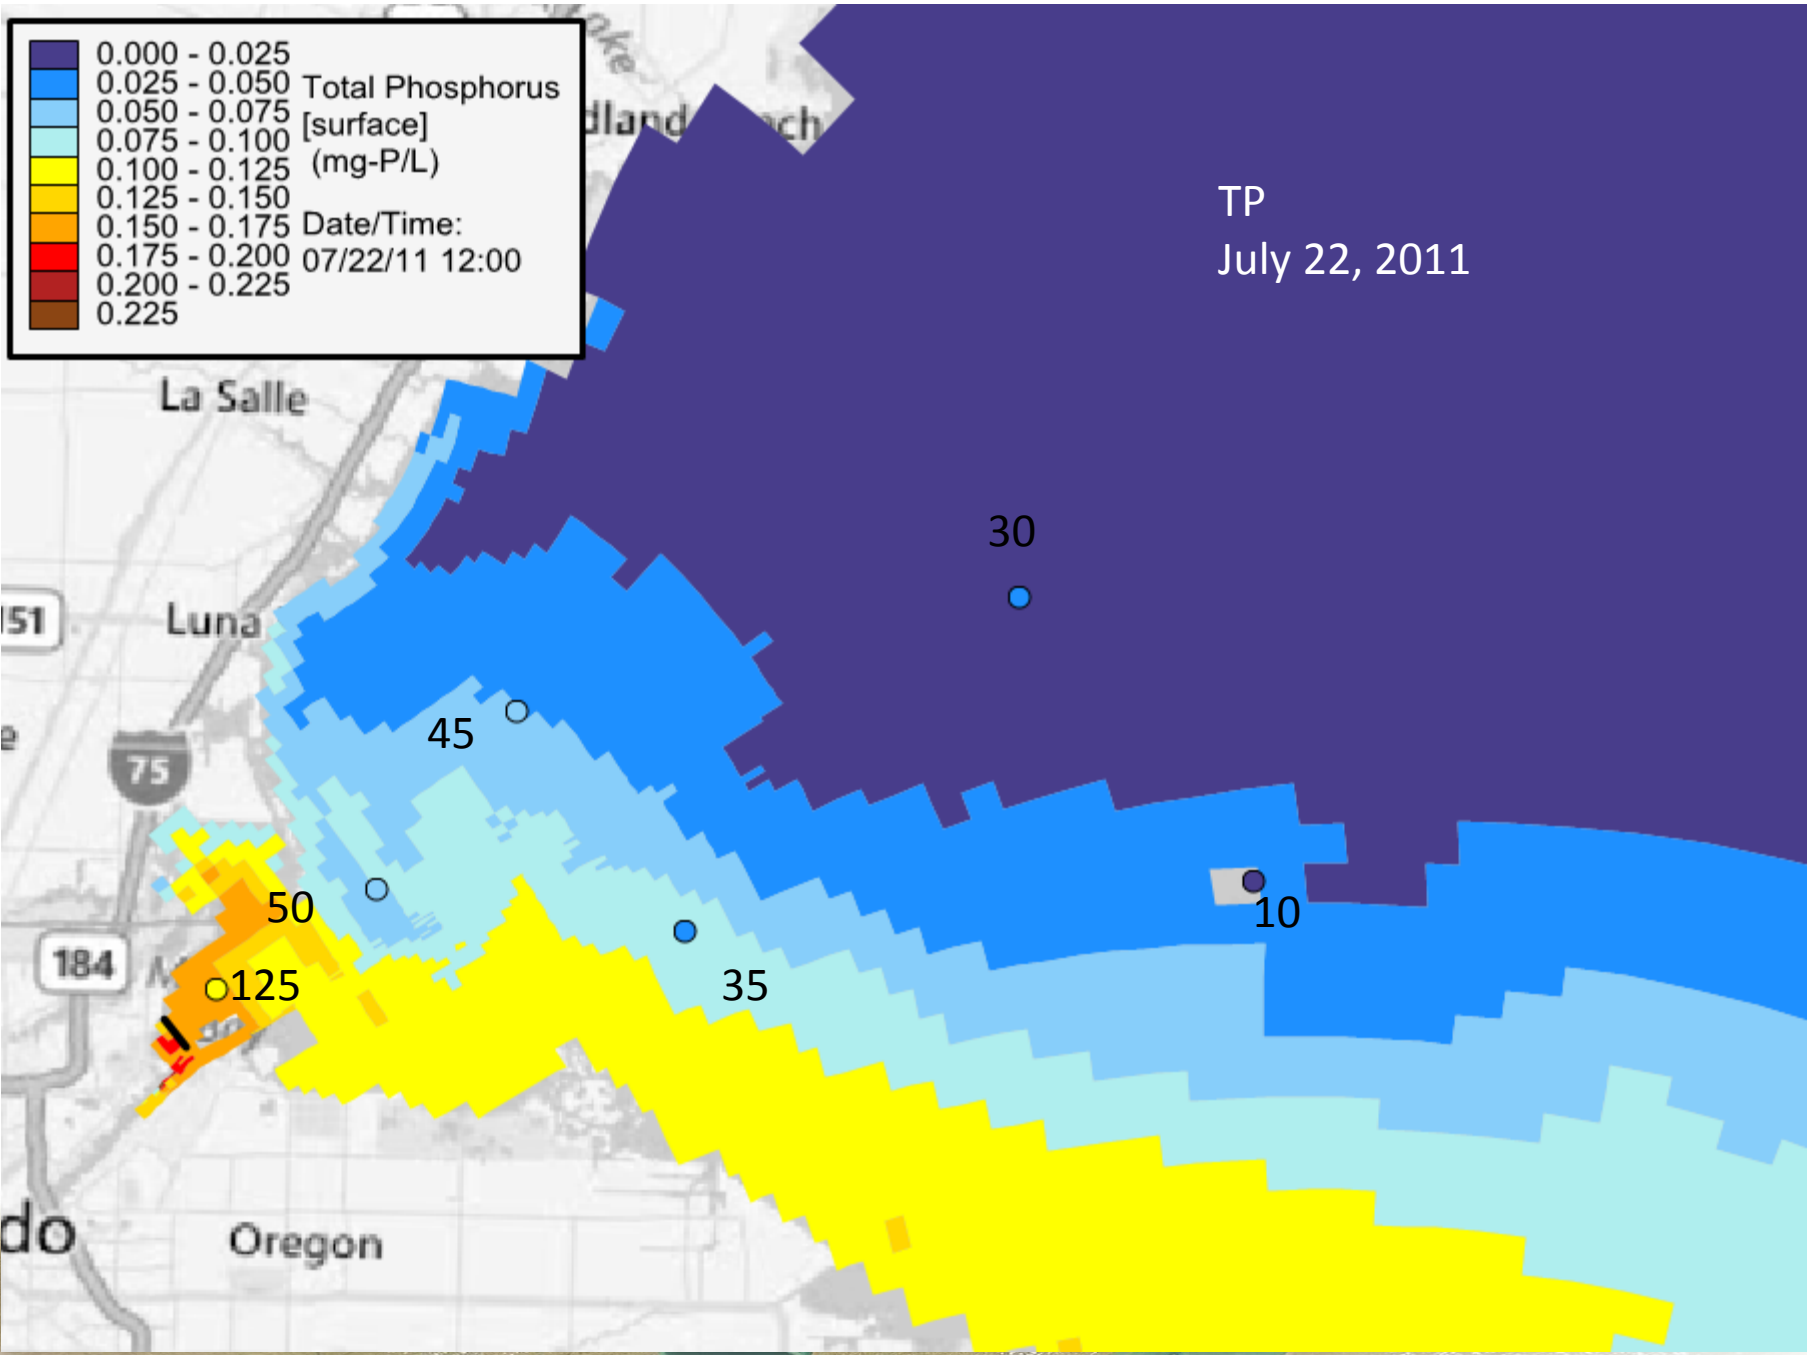 0.000 - 0.025
0.025 - 0.050
0.050 - 0.075
0.075 - 0.100
0.100 - 0.125
0.125 - 0.150
0.150 - 0.175
0.175 - 0.200
0.200 - 0.225
0.225
Total Phosphorus
[surface]
(mg-P/L)
Date/Time:
07/22/11 12:00
TP
July 22, 2011
La Salle
30
Luna
45
75
50
10
184
125
35
do
Oregon